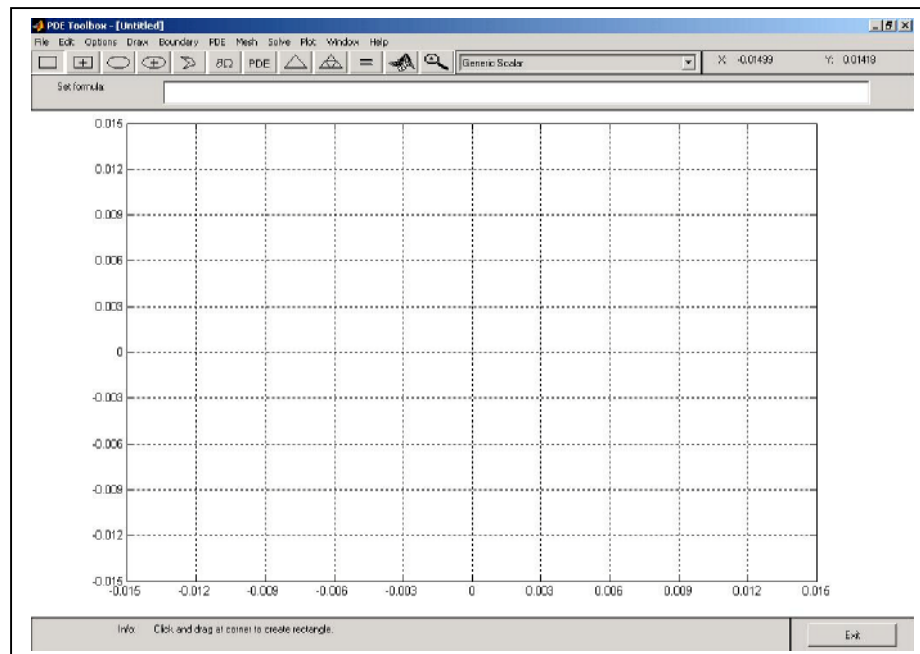 PDE Toolbox - [Untitled]
File Edit Options Draw Boundary PDE Mesh Solve Plot Window Help
∂Ω PDE = Generic Scalar X: -0.01499 Y: 0.01419
Set formula:
0.015
0.012
0.009
0.006
0.003
0
-0.003
-0.006
-0.009
-0.012
-0.015
-0.015 -0.012 -0.009 -0.006 -0.003 0 0.003 0.006 0.009 0.012 0.015
Info: Click and drag at corner to create rectangle. Exit